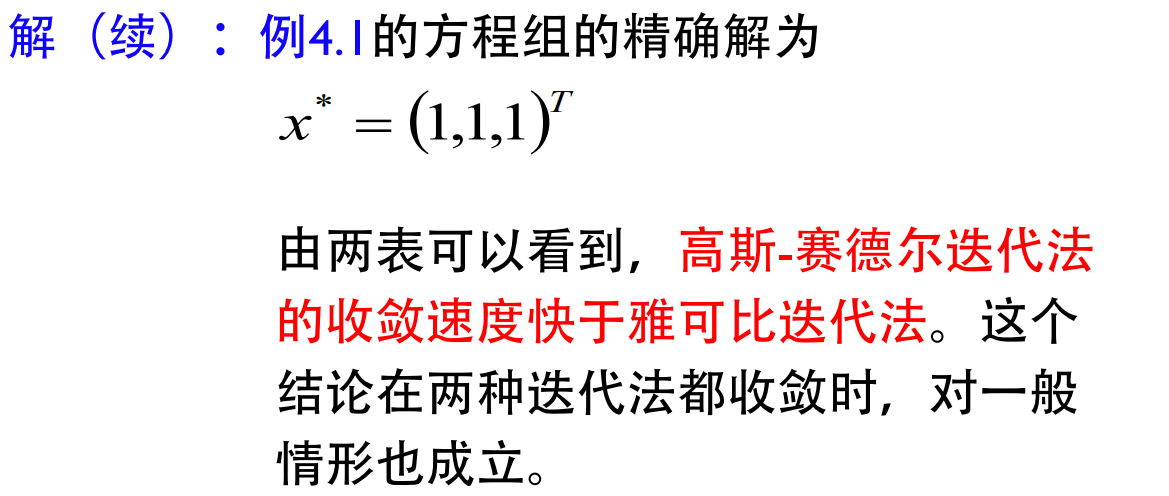 解（续）：例4.1的方程组的精确解为
x* = (1,1,1)^T
由两表可以看到，高斯-赛德尔迭代法
的收敛速度快于雅可比迭代法。这个
结论在两种迭代法都收敛时，对一般
情形也成立。